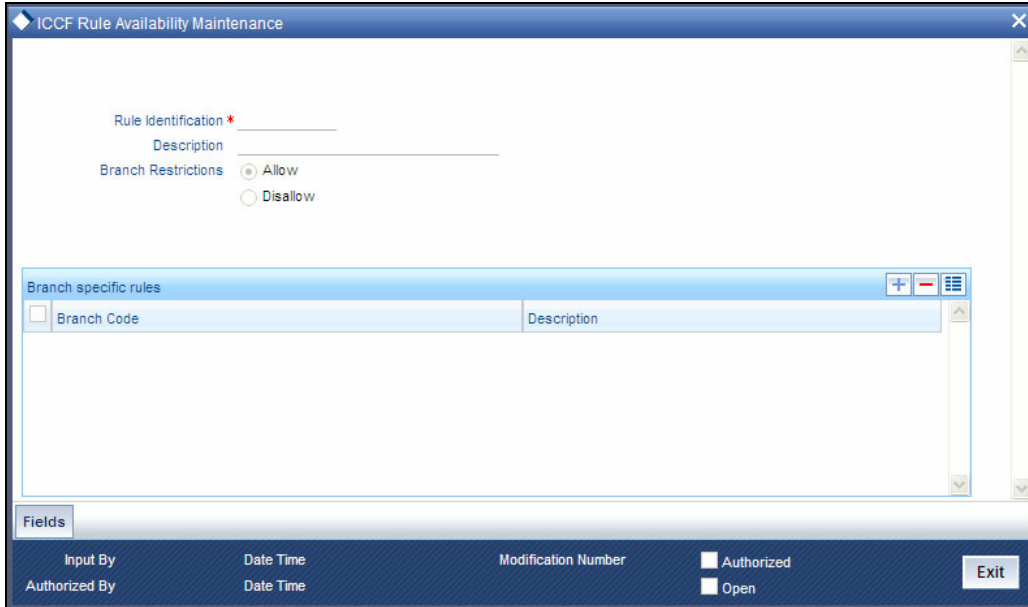 ICCF Rule Availability Maintenance
Rule Identification *
Description
Branch Restrictions Allow
Disallow
Branch specific rules
Branch Code Description
Fields
Input By Date Time Modification Number Authorized
Authorized By Date Time Open
Exit